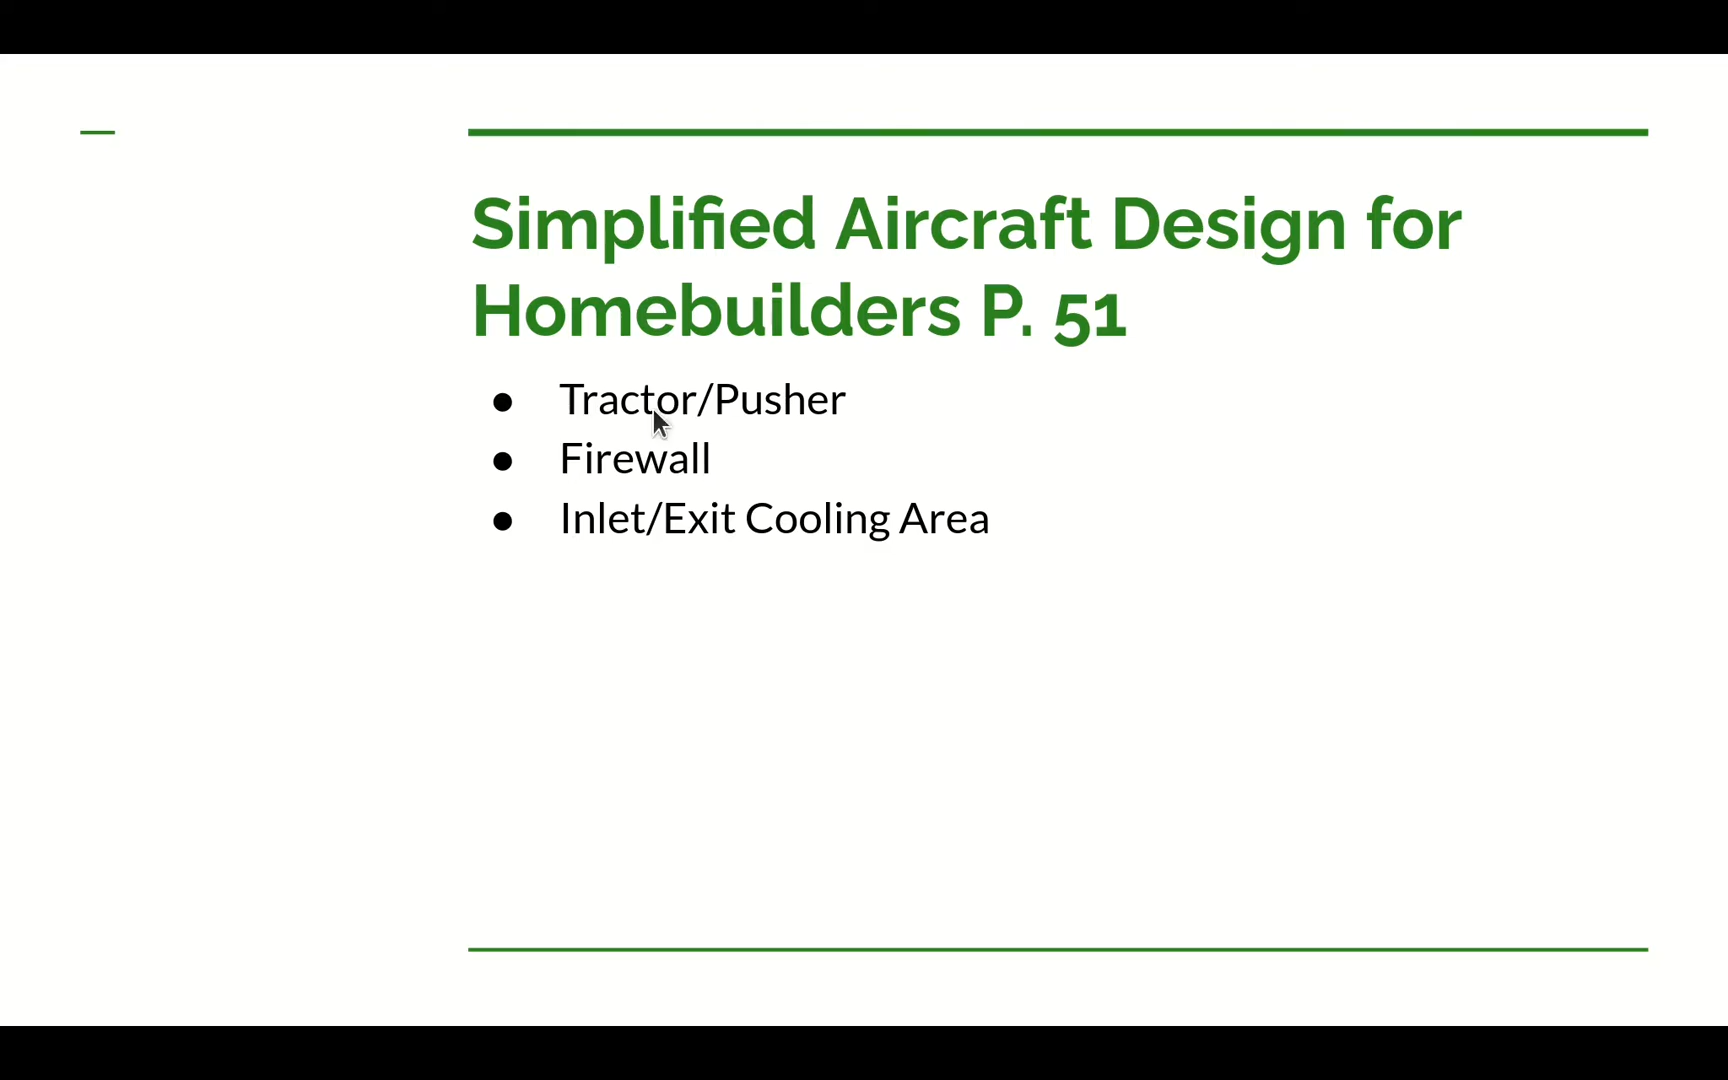 Simplified Aircraft Design for
Homebuilders P. 51
● Tractor/Pusher
● Firewall
● Inlet/Exit Cooling Area